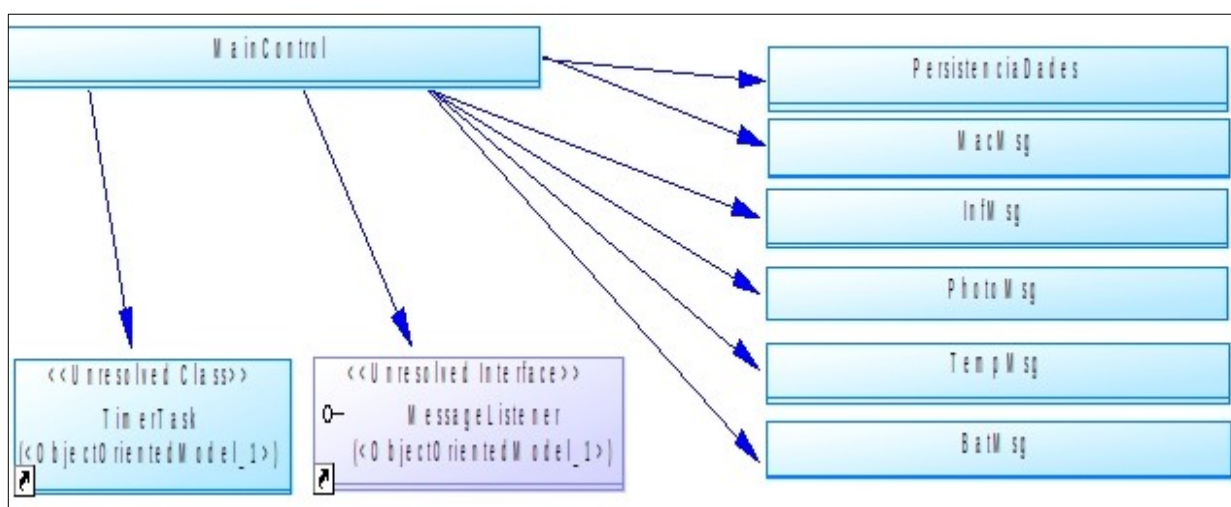 MainControl
PersistenciaDades
MacMsg
InfMsg
PhotoMsg
TempMsg
BatMsg
<<Unresolved Class>>
TimerTask
(<ObjectOrientedModel_1>)
<<Unresolved Interface>>
MessageListener
(<ObjectOrientedModel_1>)